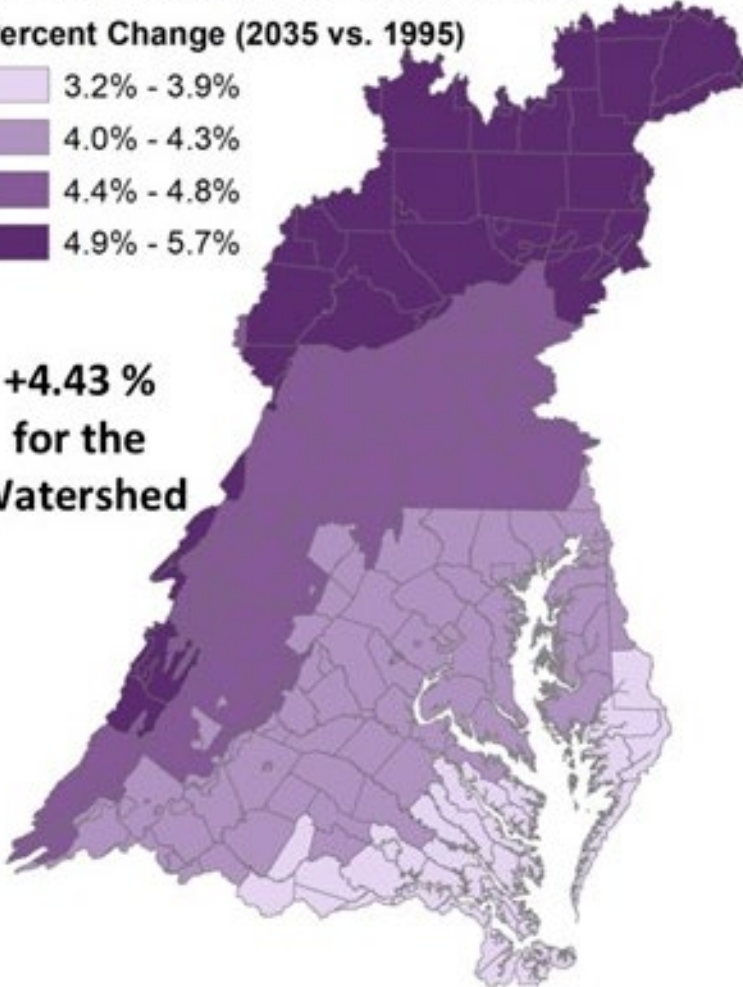 ercent Change (2035 vs. 1995)
3.2% - 3.9%
4.0% - 4.3%
4.4% - 4.8%
4.9% - 5.7%
+4.43 %
for the
Watershed